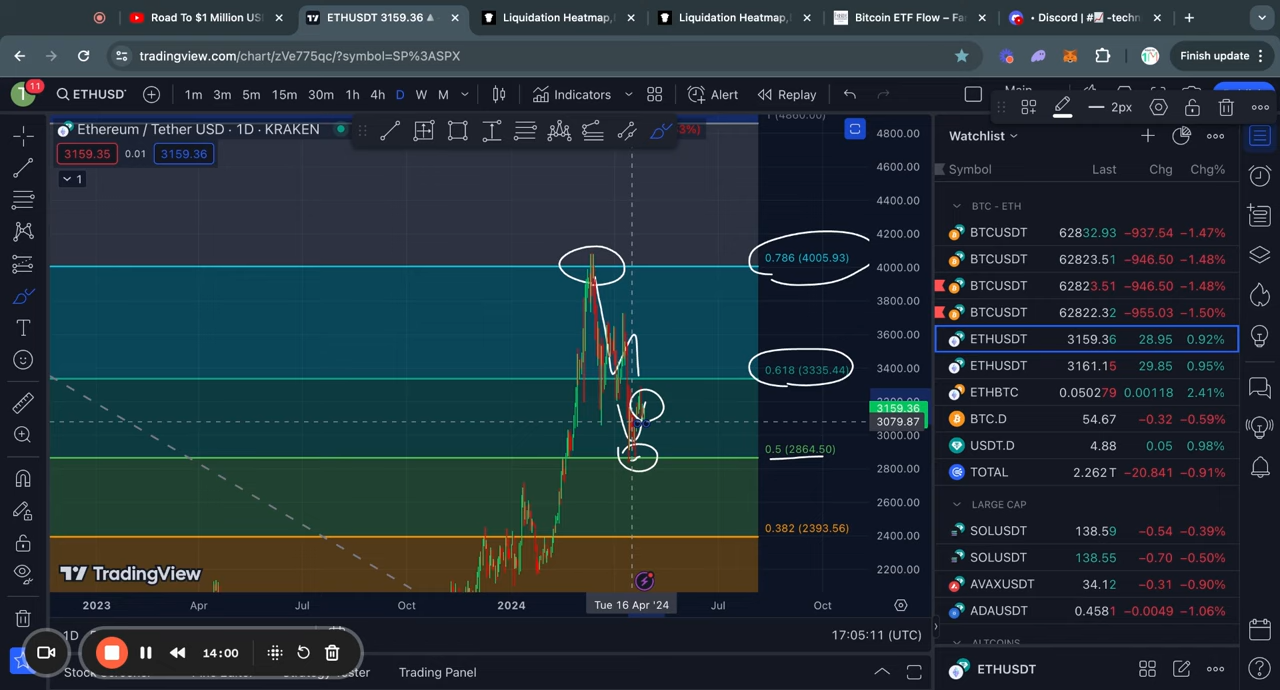 Road To $1 Million US
ETHUSDT 3159.36
Liquidation Heatmap,
Liquidation Heatmap,
Bitcoin ETF Flow – Fa
• Discord | #📈 -techn
tradingview.com/chart/zVe775qc/?symbol=SP%3ASPX
Finish update
11
ETHUSD
1m 3m 5m 15m 30m 1h 4h D W M
Indicators
Alert
Replay
2px
Ethereum / Tether USD · 1D · KRAKEN
3159.35 0.01 3159.36
1
4800.00
4600.00
4400.00
4200.00
4000.00
3800.00
3600.00
3400.00
3159.36
3079.87
3000.00
2800.00
2600.00
2400.00
2200.00
1 (4860.00)
0.786 (4005.93)
0.618 (3335.44)
0.5 (2864.50)
0.382 (2393.56)
TradingView
2023 Apr Jul Oct 2024 Tue 16 Apr '24 Jul Oct
1D
17:05:11 (UTC)
14:00
Trading Panel
Watchlist
Symbol Last Chg Chg%
BTC - ETH
BTCUSDT 62832.93 −937.54 −1.47%
BTCUSDT 62823.51 −946.50 −1.48%
BTCUSDT 62823.51 −946.50 −1.48%
BTCUSDT 62822.32 −955.03 −1.50%
ETHUSDT 3159.36 28.95 0.92%
ETHUSDT 3161.15 29.85 0.95%
ETHBTC 0.050279 0.00118 2.41%
BTC.D 54.67 −0.32 −0.59%
USDT.D 4.88 0.05 0.98%
TOTAL 2.262T −20.841 −0.91%
LARGE CAP
SOLUSDT 138.59 −0.54 −0.39%
SOLUSDT 138.55 −0.70 −0.50%
AVAXUSDT 34.12 −0.31 −0.90%
ADAUSDT 0.4581 −0.0049 −1.06%
ALTCOINS
ETHUSDT